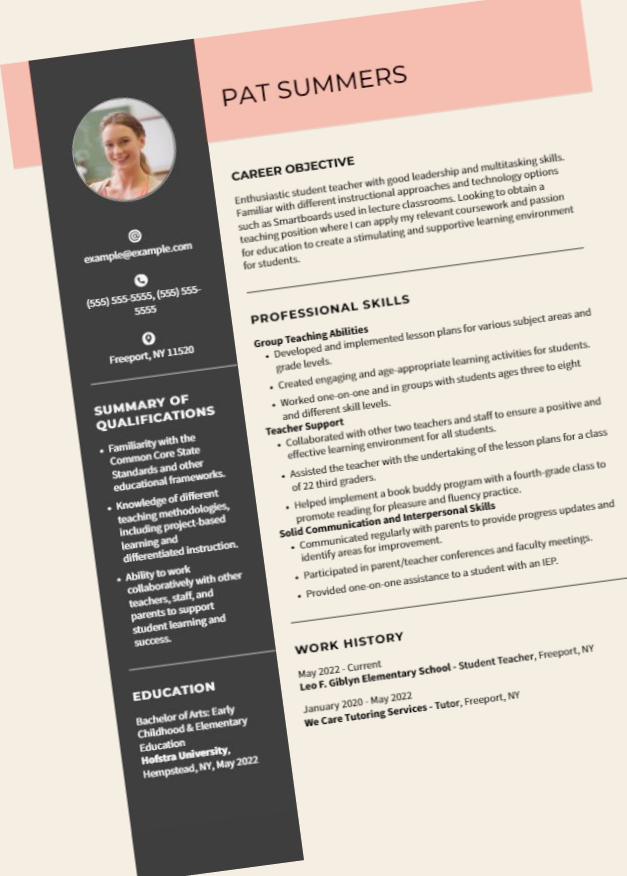 PAT SUMMERS
example@example.com
(555) 555-5555, (555) 555-
5555
Freeport, NY 11520
SUMMARY OF
QUALIFICATIONS
• Familiarity with the
Common Core State
Standards and other
educational frameworks.
• Knowledge of different
teaching methodologies,
including project-based
learning and
differentiated instruction.
• Ability to work
collaboratively with other
teachers, staff, and
parents to support
student learning and
success.
EDUCATION
Bachelor of Arts: Early
Childhood & Elementary
Education
Hofstra University,
Hempstead, NY, May 2022
CAREER OBJECTIVE
Enthusiastic student teacher with good leadership and multitasking skills.
Familiar with different instructional approaches and technology options
such as Smartboards used in lecture classrooms. Looking to obtain a
teaching position where I can apply my relevant coursework and passion
for education to create a stimulating and supportive learning environment
for students.
PROFESSIONAL SKILLS
Group Teaching Abilities
• Developed and implemented lesson plans for various subject areas and
grade levels.
• Created engaging and age-appropriate learning activities for students.
• Worked one-on-one and in groups with students ages three to eight
and different skill levels.
Teacher Support
• Collaborated with other two teachers and staff to ensure a positive and
effective learning environment for all students.
• Assisted the teacher with the undertaking of the lesson plans for a class
of 22 third graders.
• Helped implement a book buddy program with a fourth-grade class to
promote reading for pleasure and fluency practice.
Solid Communication and Interpersonal Skills
• Communicated regularly with parents to provide progress updates and
identify areas for improvement.
• Participated in parent/teacher conferences and faculty meetings.
• Provided one-on-one assistance to a student with an IEP.
WORK HISTORY
May 2022 - Current
Leo F. Giblyn Elementary School - Student Teacher, Freeport, NY
January 2020 - May 2022
We Care Tutoring Services - Tutor, Freeport, NY